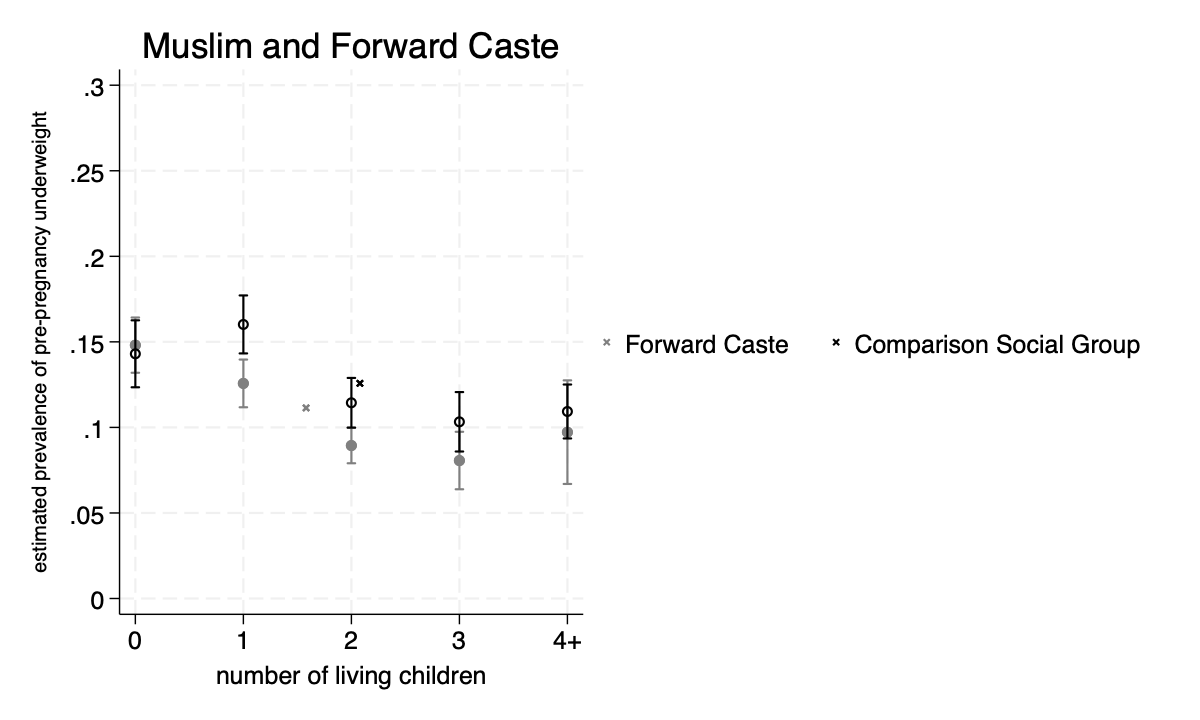 Muslim and Forward Caste
estimated prevalence of pre-pregnancy underweight
.3
.25
.2
.15
.1
.05
0
0 1 2 3 4+
number of living children
Forward Caste
Comparison Social Group